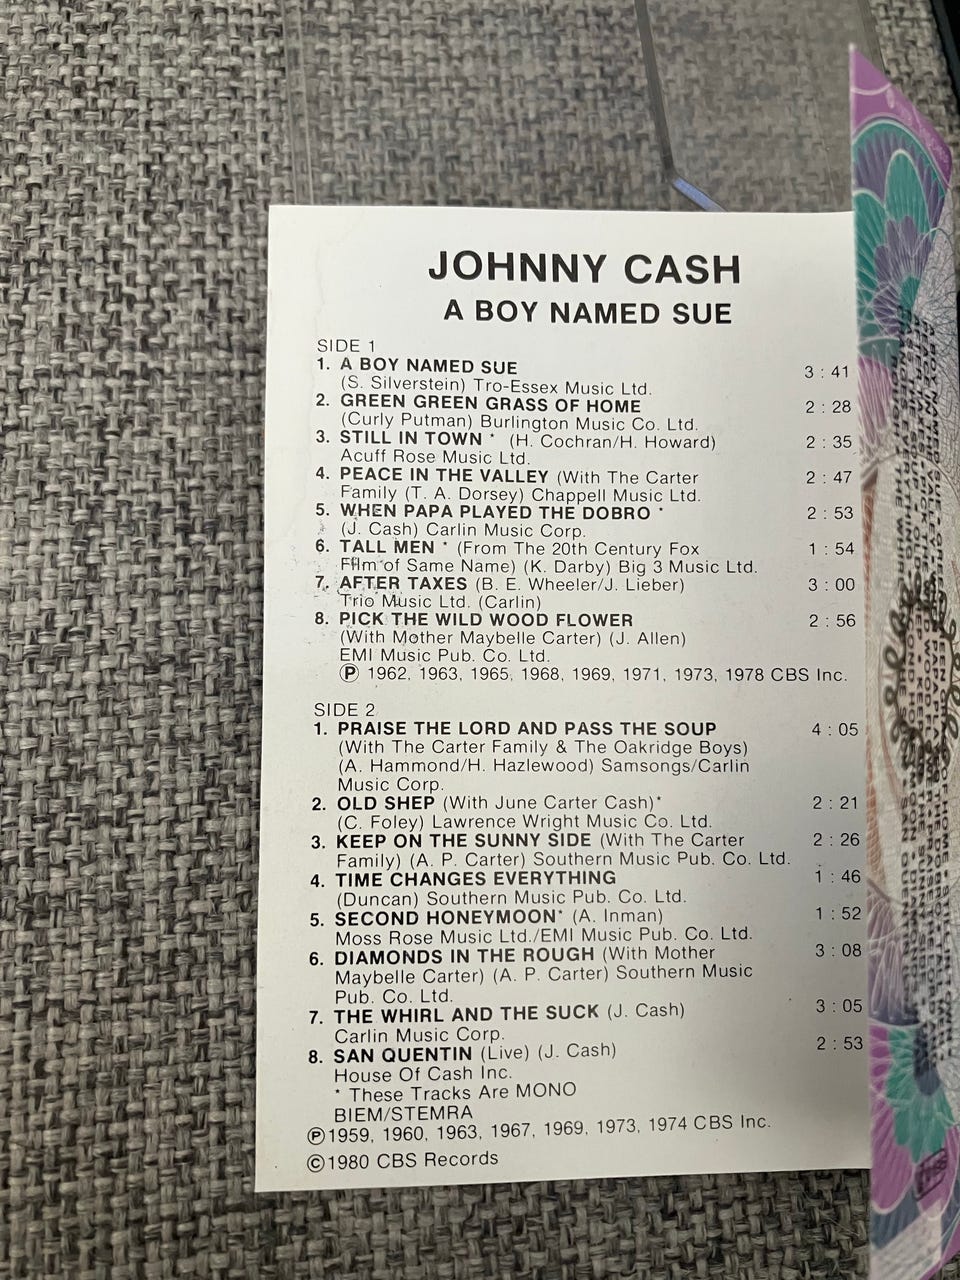 JOHNNY CASH
A BOY NAMED SUE
SIDE 1
1. A BOY NAMED SUE 3 : 41
(S. Silverstein) Tro-Essex Music Ltd.
2. GREEN GREEN GRASS OF HOME 2 : 28
(Curly Putman) Burlington Music Co. Ltd.
3. STILL IN TOWN * (H. Cochran/H. Howard) 2 : 35
Acuff Rose Music Ltd.
4. PEACE IN THE VALLEY (With The Carter 2 : 47
Family (T. A. Dorsey) Chappell Music Ltd.
5. WHEN PAPA PLAYED THE DOBRO * 2 : 53
(J. Cash) Carlin Music Corp.
6. TALL MEN * (From The 20th Century Fox 1 : 54
Film of Same Name) (K. Darby) Big 3 Music Ltd.
7. AFTER TAXES (B. E. Wheeler/J. Lieber) 3 : 00
Trio Music Ltd. (Carlin)
8. PICK THE WILD WOOD FLOWER 2 : 56
(With Mother Maybelle Carter) (J. Allen)
EMI Music Pub. Co. Ltd.
Ⓟ 1962, 1963, 1965, 1968, 1969, 1971, 1973, 1978 CBS Inc.
SIDE 2
1. PRAISE THE LORD AND PASS THE SOUP 4 : 05
(With The Carter Family & The Oakridge Boys)
(A. Hammond/H. Hazlewood) Samsongs/Carlin
Music Corp.
2. OLD SHEP (With June Carter Cash)* 2 : 21
(C. Foley) Lawrence Wright Music Co. Ltd.
3. KEEP ON THE SUNNY SIDE (With The Carter 2 : 26
Family) (A. P. Carter) Southern Music Pub. Co. Ltd.
4. TIME CHANGES EVERYTHING 1 : 46
(Duncan) Southern Music Pub. Co. Ltd.
5. SECOND HONEYMOON* (A. Inman) 1 : 52
Moss Rose Music Ltd./EMI Music Pub. Co. Ltd.
6. DIAMONDS IN THE ROUGH (With Mother 3 : 08
Maybelle Carter) (A. P. Carter) Southern Music
Pub. Co. Ltd.
7. THE WHIRL AND THE SUCK (J. Cash) 3 : 05
Carlin Music Corp.
8. SAN QUENTIN (Live) (J. Cash) 2 : 53
House Of Cash Inc.
* These Tracks Are MONO
BIEM/STEMRA
Ⓟ1959, 1960, 1963, 1967, 1969, 1973, 1974 CBS Inc.
©1980 CBS Records